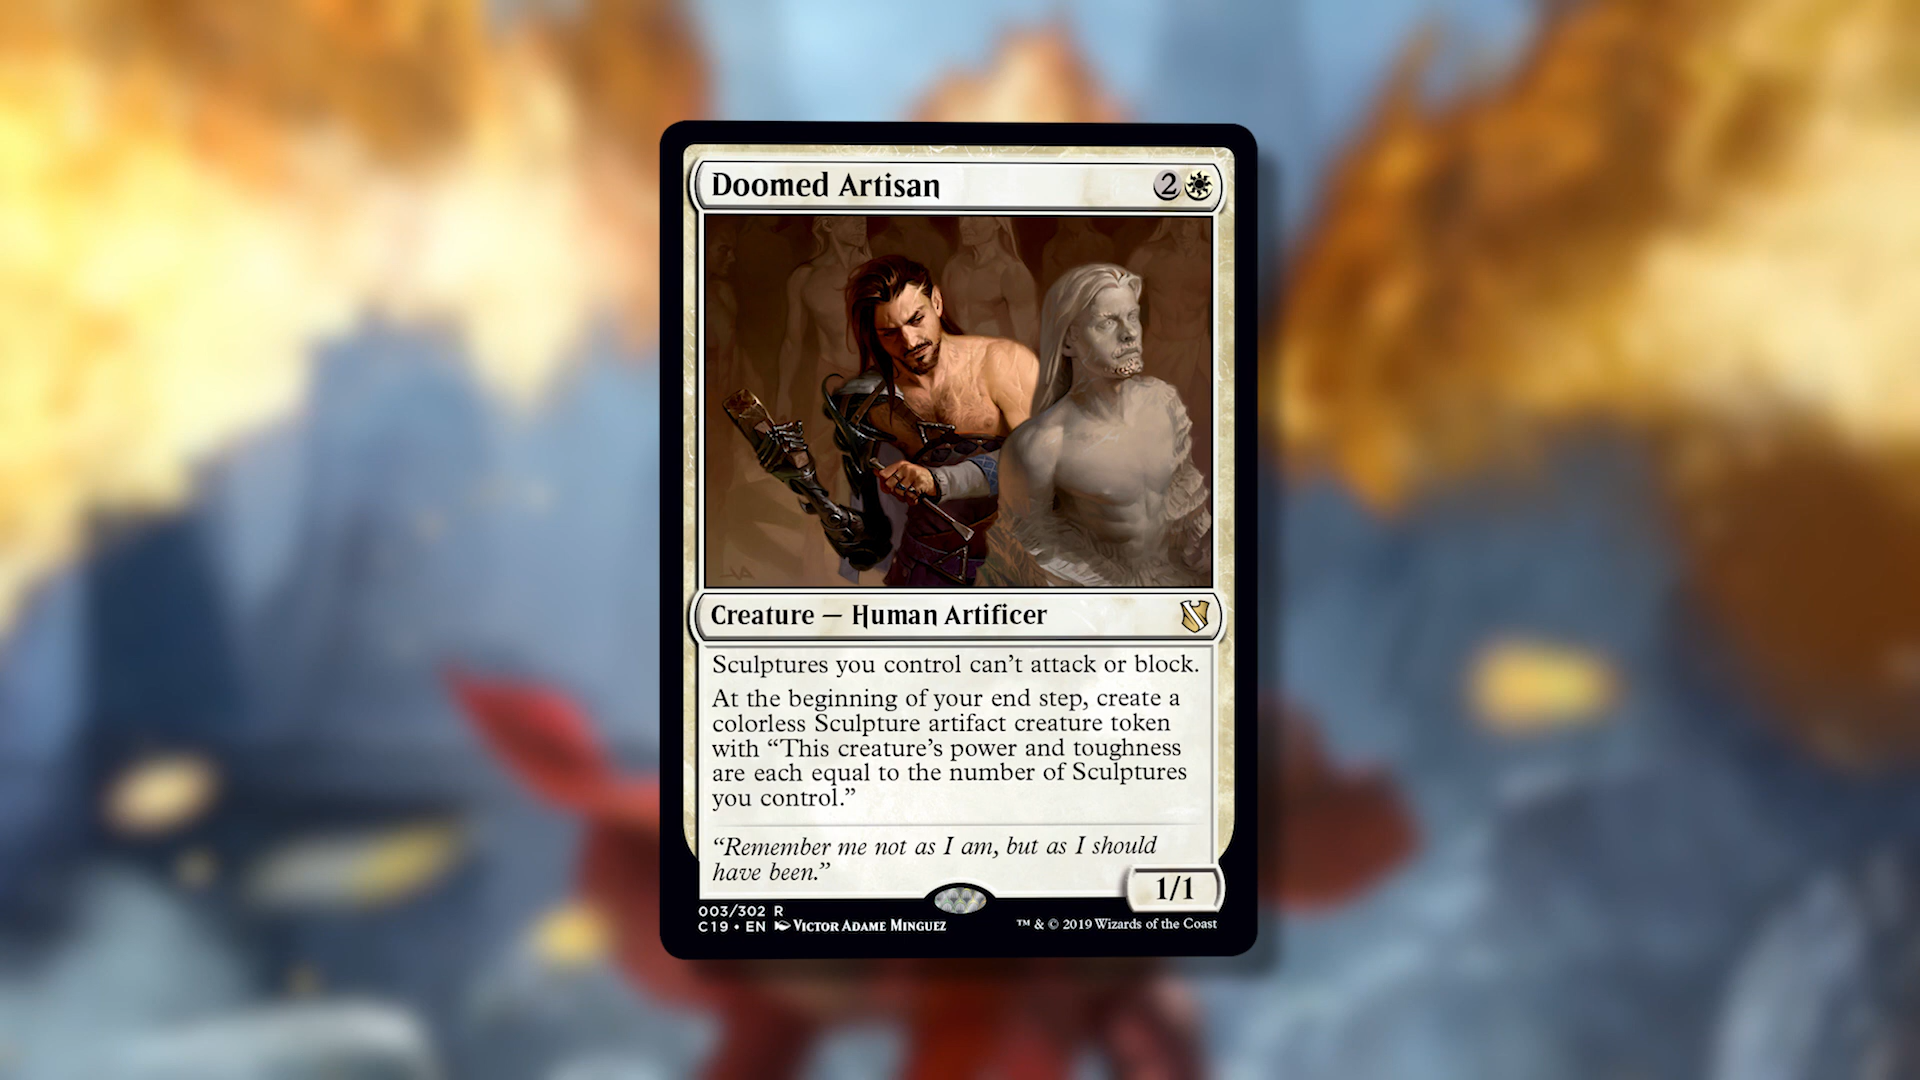 Doomed Artisan 2
Creature — Human Artificer
Sculptures you control can’t attack or block.
At the beginning of your end step, create a
colorless Sculpture artifact creature token
with “This creature’s power and toughness
are each equal to the number of Sculptures
you control.”
“Remember me not as I am, but as I should
have been.”
1/1
003/302 R
C19 • EN VICTOR ADAME MINGUEZ
™ & © 2019 Wizards of the Coast